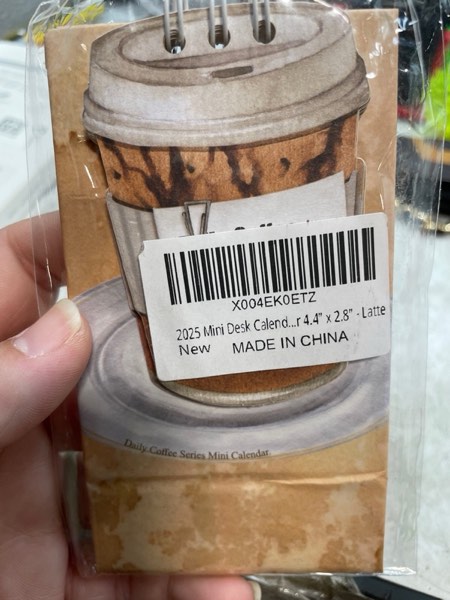 X004EK0ETZ
2025 Mini Desk Calend...r 4.4" x 2.8" - Latte
New MADE IN CHINA
Daily Coffee Series Mini Calendar.